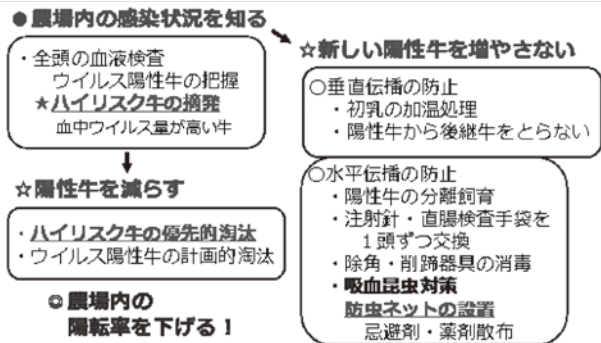 ●農場内の感染状況を知る
・全頭の血液検査
ウイルス陽性牛の把握
★ハイリスク牛の摘発
血中ウイルス量が高い牛
☆陽性牛を減らす
・ハイリスク牛の優先的淘汰
・ウイルス陽性牛の計画的淘汰
◎農場内の
陽転率を下げる！
☆新しい陽性牛を増やさない
○垂直伝播の防止
・初乳の加温処理
・陽性牛から後継牛をとらない
○水平伝播の防止
・陽性牛の分離飼育
・注射針・直腸検査手袋を
１頭ずつ交換
・除角・削蹄器具の消毒
・吸血昆虫対策
防虫ネットの設置
忌避剤・薬剤散布